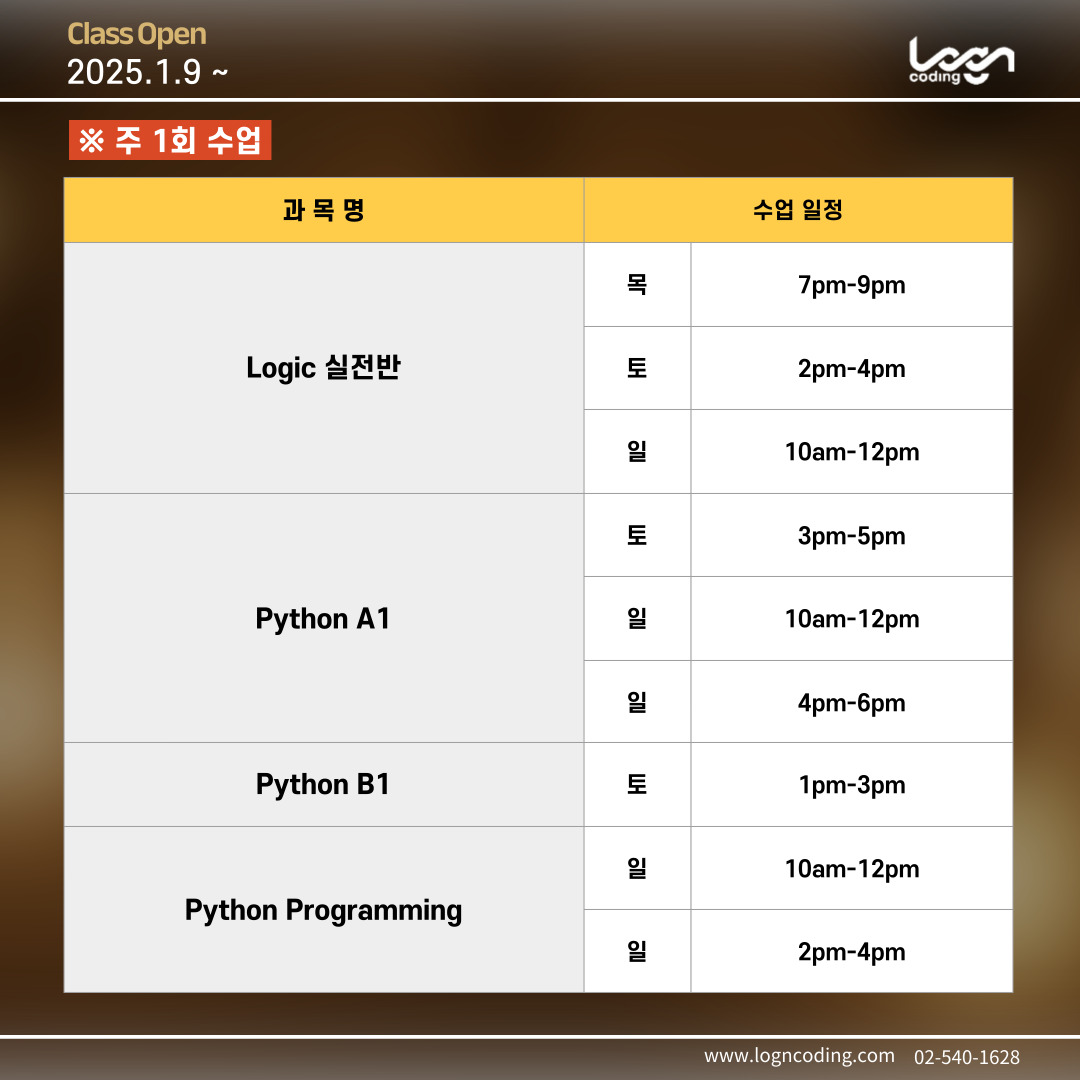 Class Open
2025.1.9 ~
Logn
coding
※ 주 1회 수업
과 목 명 수업 일정
Logic 실전반
목 7pm-9pm
토 2pm-4pm
일 10am-12pm
Python A1
토 3pm-5pm
일 10am-12pm
일 4pm-6pm
Python B1 토 1pm-3pm
Python Programming
일 10am-12pm
일 2pm-4pm
www.logncoding.com 02-540-1628